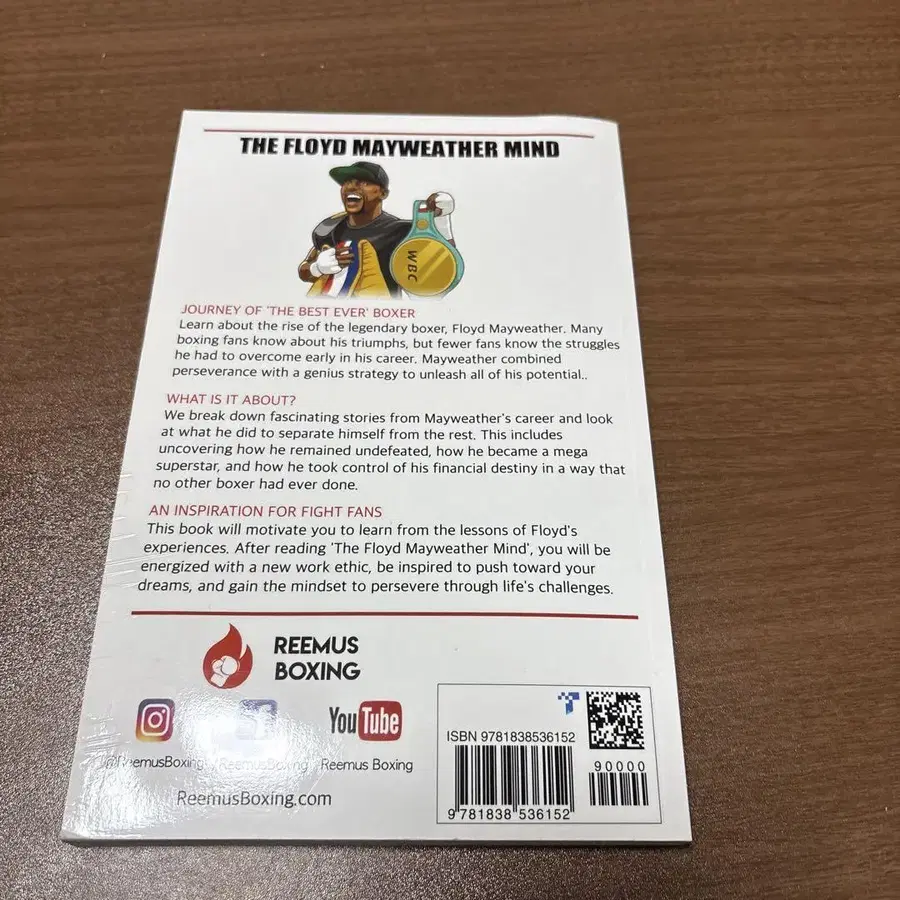 THE FLOYD MAYWEATHER MIND
WBC
JOURNEY OF 'THE BEST EVER' BOXER
Learn about the rise of the legendary boxer, Floyd Mayweather. Many
boxing fans know about his triumphs, but fewer fans know the struggles
he had to overcome early in his career. Mayweather combined
perseverance with a genius strategy to unleash all of his potential..
WHAT IS IT ABOUT?
We break down fascinating stories from Mayweather's career and look
at what he did to separate himself from the rest. This includes
uncovering how he remained undefeated, how he became a mega
superstar, and how he took control of his financial destiny in a way that
no other boxer had ever done.
AN INSPIRATION FOR FIGHT FANS
This book will motivate you to learn from the lessons of Floyd's
experiences. After reading 'The Floyd Mayweather Mind', you will be
energized with a new work ethic, be inspired to push toward your
dreams, and gain the mindset to persevere through life's challenges.
REEMUS
BOXING
YouTube
@ReemusBoxing /ReemusBoxing Reemus Boxing
ReemusBoxing.com
ISBN 9781838536152
90000
9 781838 536152